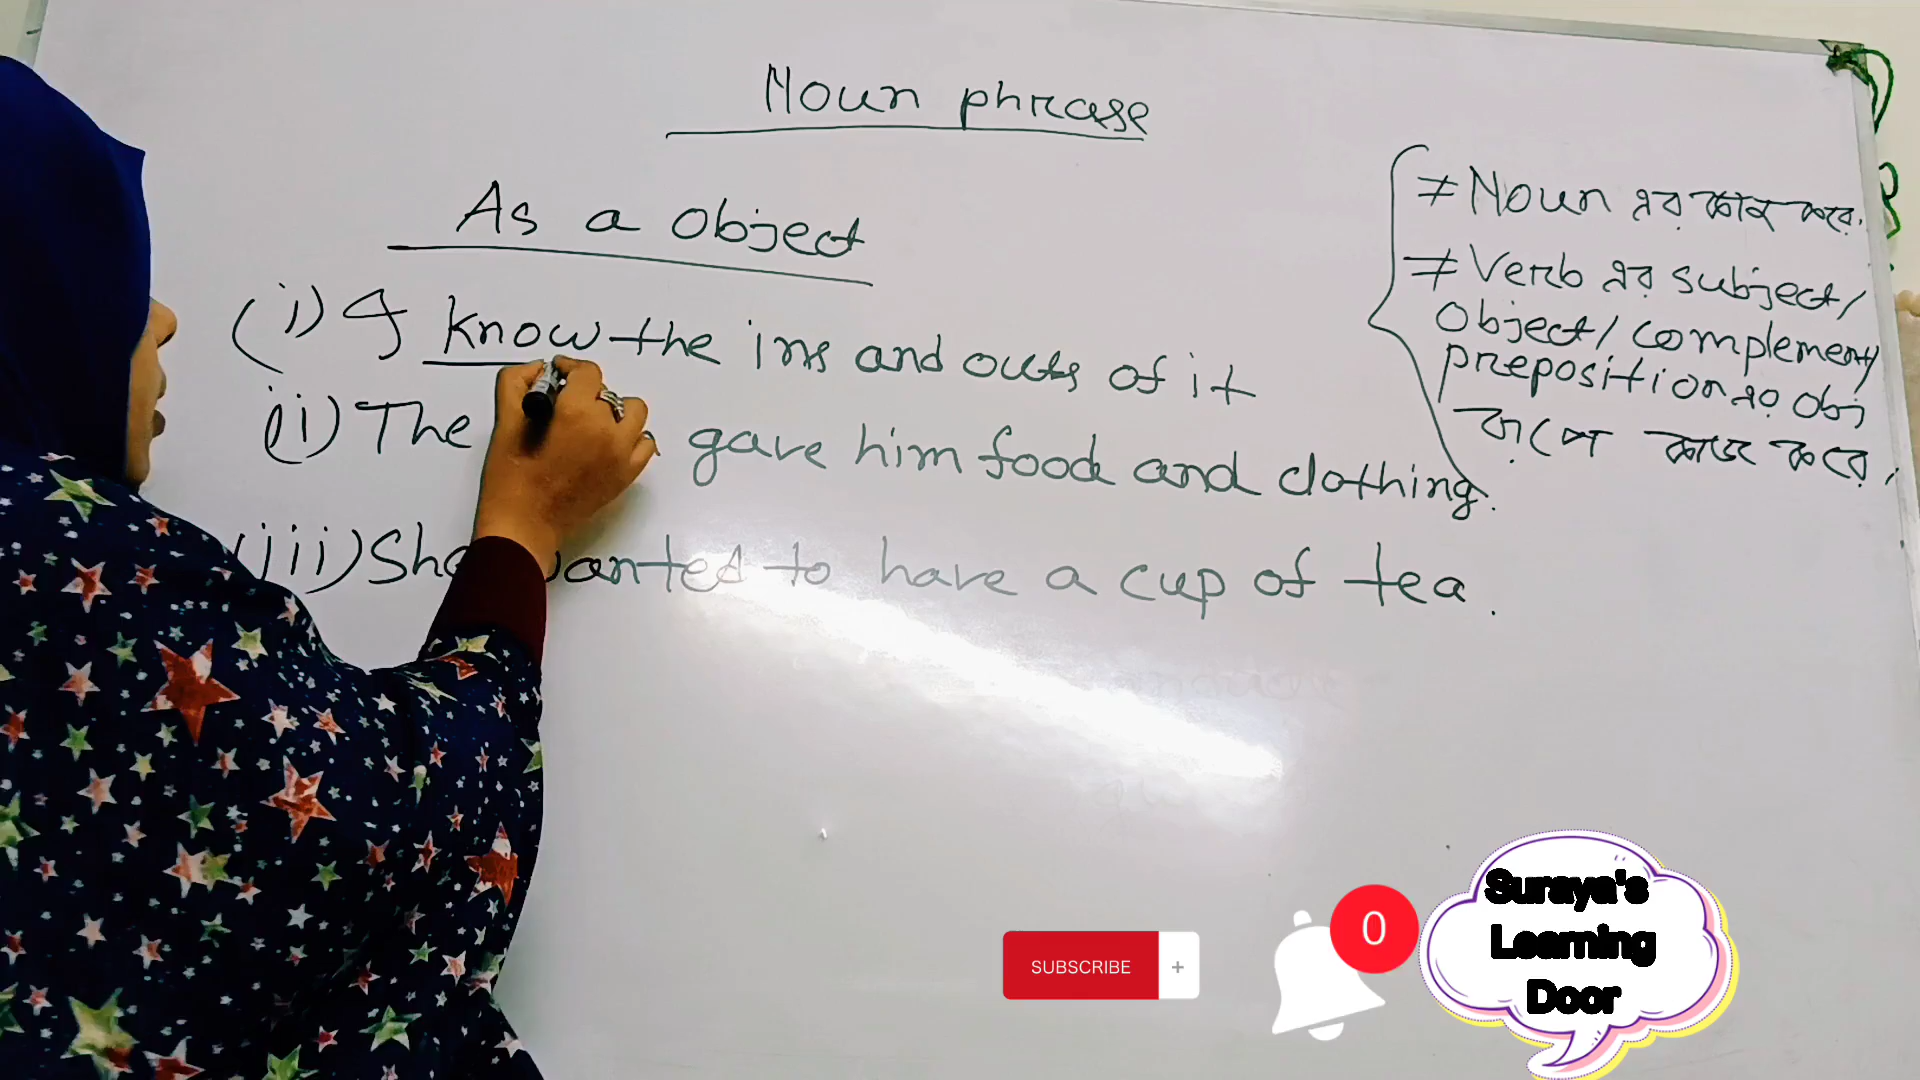 Noun phrase
As a object
(i) I know the ins and outs of it
(ii) The gave him food and clothing.
(iii) She wanted to have a cup of tea.
≠ Noun এর কাজ করে.
≠ Verb এর subject/
object/ complement/
preposition এর obj
রূপে কাজ করে,
SUBSCRIBE +
0
Suraya's
Learning
Door